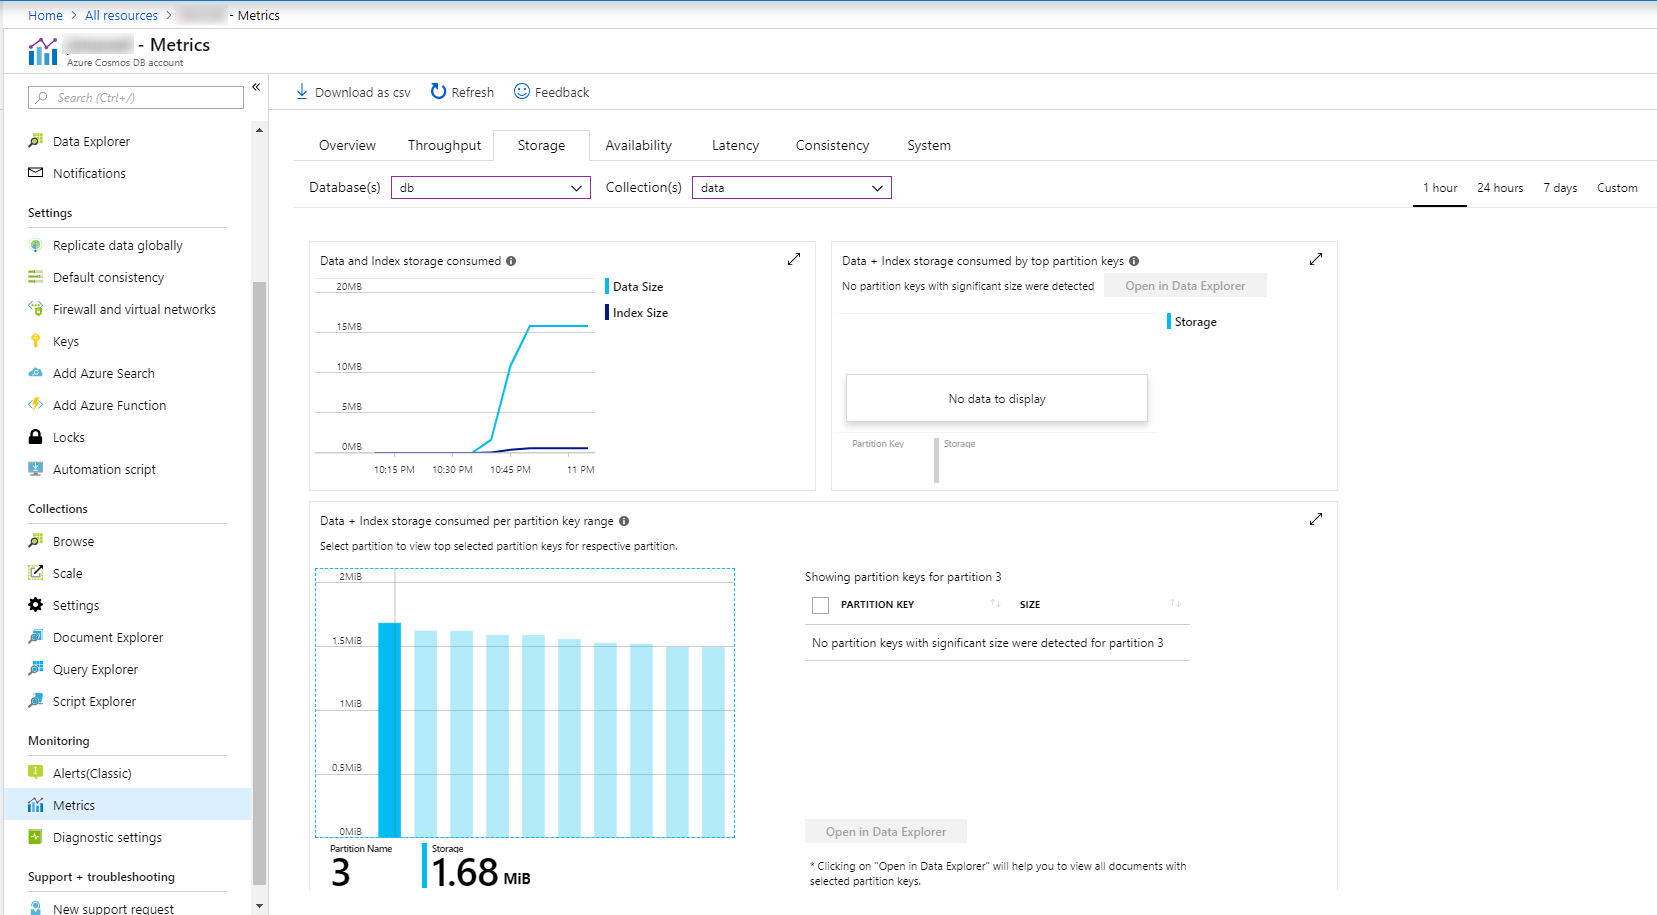 Home > All resources > - Metrics
- Metrics
Azure Cosmos DB account
Search (Ctrl+/)
«
Data Explorer
Notifications
Settings
Replicate data globally
Default consistency
Firewall and virtual networks
Keys
Add Azure Search
Add Azure Function
Locks
Automation script
Collections
Browse
Scale
Settings
Document Explorer
Query Explorer
Script Explorer
Monitoring
Alerts(Classic)
Metrics
Diagnostic settings
Support + troubleshooting
New support request
Download as csv Refresh Feedback
Overview Throughput Storage Availability Latency Consistency System
Database(s) db Collection(s) data
1 hour 24 hours 7 days Custom
Data and Index storage consumed
20MB
15MB
10MB
5MB
0MB
10:15 PM 10:30 PM 10:45 PM 11 PM
Data Size
Index Size
Data + Index storage consumed by top partition keys
No partition keys with significant size were detected Open in Data Explorer
Storage
No data to display
Partition Key Storage
Data + Index storage consumed per partition key range
Select partition to view top selected partition keys for respective partition.
2MiB
1.5MiB
1MiB
0.5MiB
0MiB
Partition Name
3
Storage
1.68 MiB
Showing partition keys for partition 3
PARTITION KEY SIZE
No partition keys with significant size were detected for partition 3
Open in Data Explorer
* Clicking on "Open in Data Explorer" will help you to view all documents with
selected partition keys.